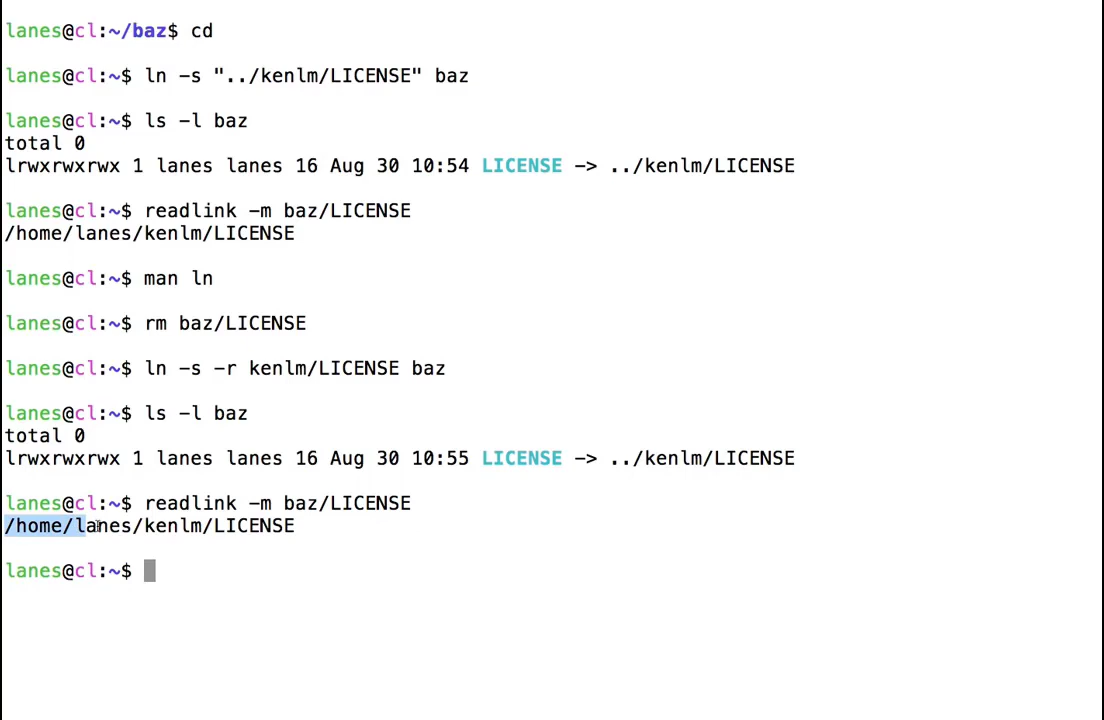 lanes@cl:~/baz$ cd
lanes@cl:~$ ln -s "../kenlm/LICENSE" baz
lanes@cl:~$ ls -l baz
total 0
lrwxrwxrwx 1 lanes lanes 16 Aug 30 10:54 LICENSE -> ../kenlm/LICENSE
lanes@cl:~$ readlink -m baz/LICENSE
/home/lanes/kenlm/LICENSE
lanes@cl:~$ man ln
lanes@cl:~$ rm baz/LICENSE
lanes@cl:~$ ln -s -r kenlm/LICENSE baz
lanes@cl:~$ ls -l baz
total 0
lrwxrwxrwx 1 lanes lanes 16 Aug 30 10:55 LICENSE -> ../kenlm/LICENSE
lanes@cl:~$ readlink -m baz/LICENSE
/home/lanes/kenlm/LICENSE
lanes@cl:~$